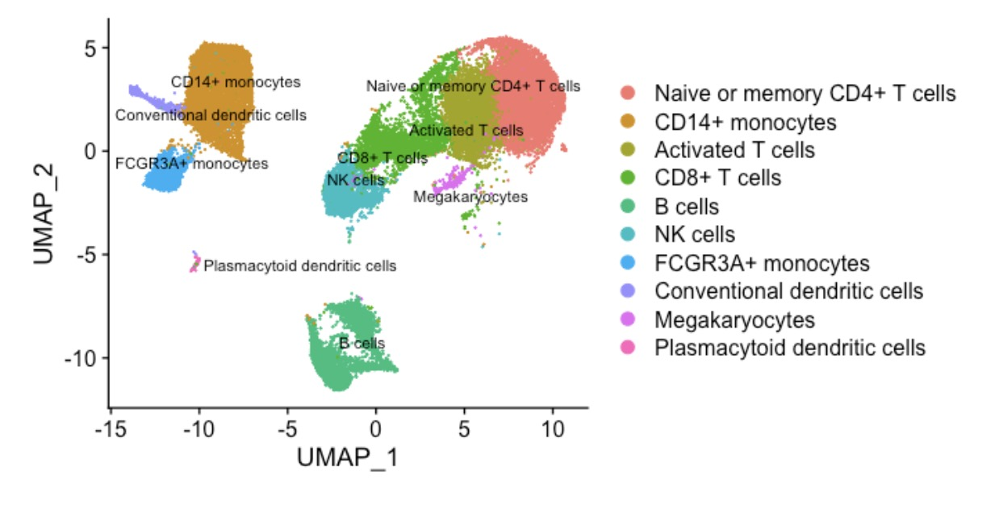 5
0
-5
-10
UMAP_2
CD14+ monocytes
Conventional dendritic cells
FCGR3A+ monocytes
Naive or memory CD4+ T cells
Activated T cells
CD8+ T cells
NK cells
Megakaryocytes
Plasmacytoid dendritic cells
B cells
-15 -10 -5 0 5 10
UMAP_1
Naive or memory CD4+ T cells
CD14+ monocytes
Activated T cells
CD8+ T cells
B cells
NK cells
FCGR3A+ monocytes
Conventional dendritic cells
Megakaryocytes
Plasmacytoid dendritic cells